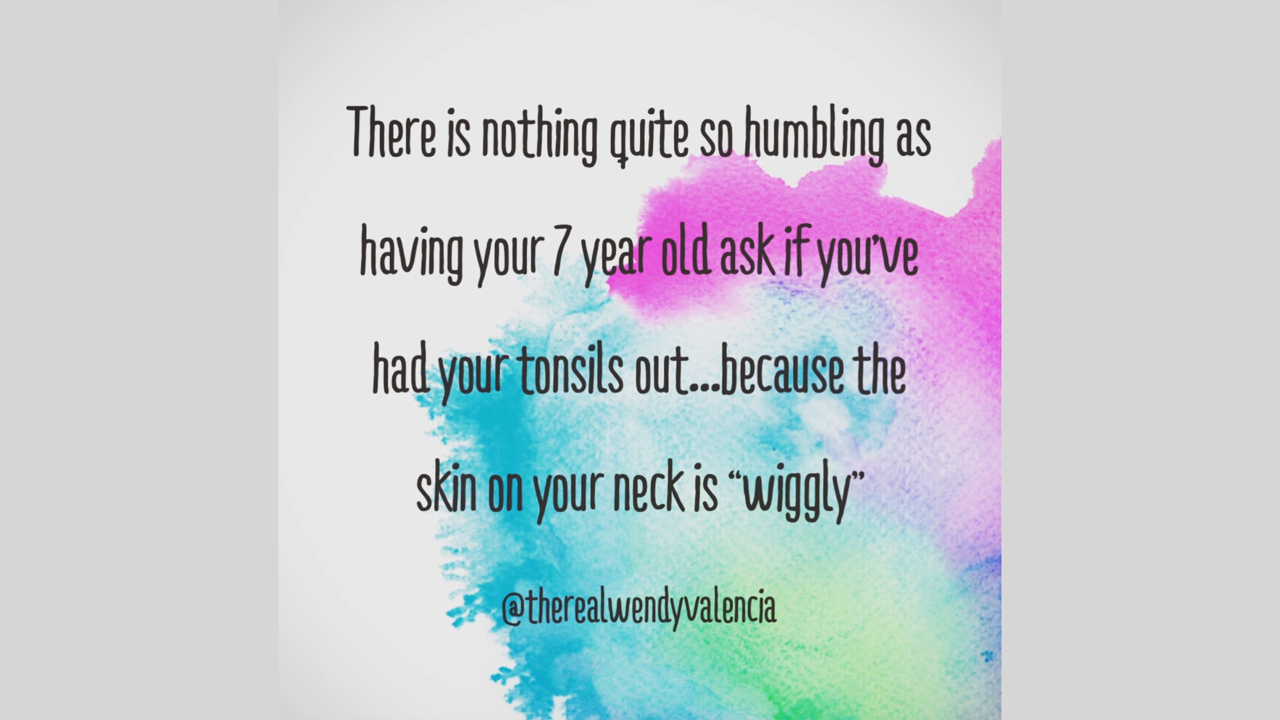 There is nothing quite so humbling as
having your 7 year old ask if you've
had your tonsils out...because the
skin on your neck is “wiggly”
@therealwendyvalencia